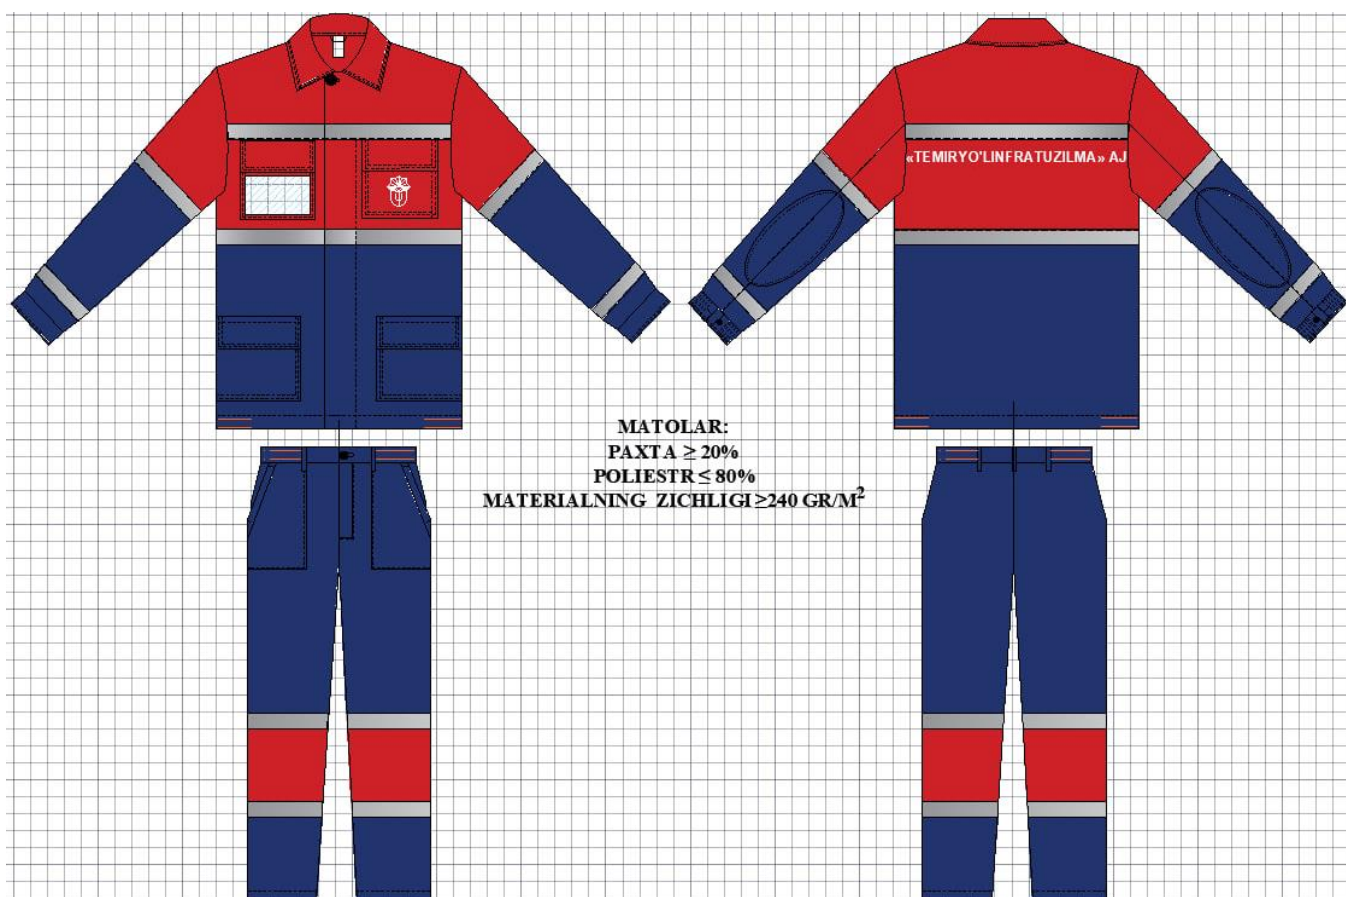 «TEMIRYO'LINFRATUZILMA» AJ
MATOLAR:
PAXTA ≥ 20%
POLIESTR ≤ 80%
MATERIALNING ZICHLIGI ≥240 GR/M²